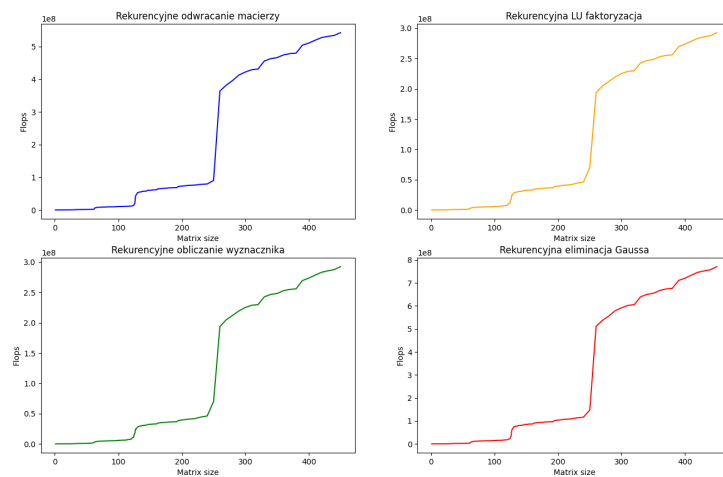 Rekurencyjne odwracanie macierzy
1e8
5
4
3
2
1
0
Flops
0 100 200 300 400
Matrix size
Rekurencyjna LU faktoryzacja
1e8
3.0
2.5
2.0
1.5
1.0
0.5
0.0
Flops
0 100 200 300 400
Matrix size
Rekurencyjne obliczanie wyznacznika
1e8
3.0
2.5
2.0
1.5
1.0
0.5
0.0
Flops
0 100 200 300 400
Matrix size
Rekurencyjna eliminacja Gaussa
1e8
8
7
6
5
4
3
2
1
0
Flops
0 100 200 300 400
Matrix size